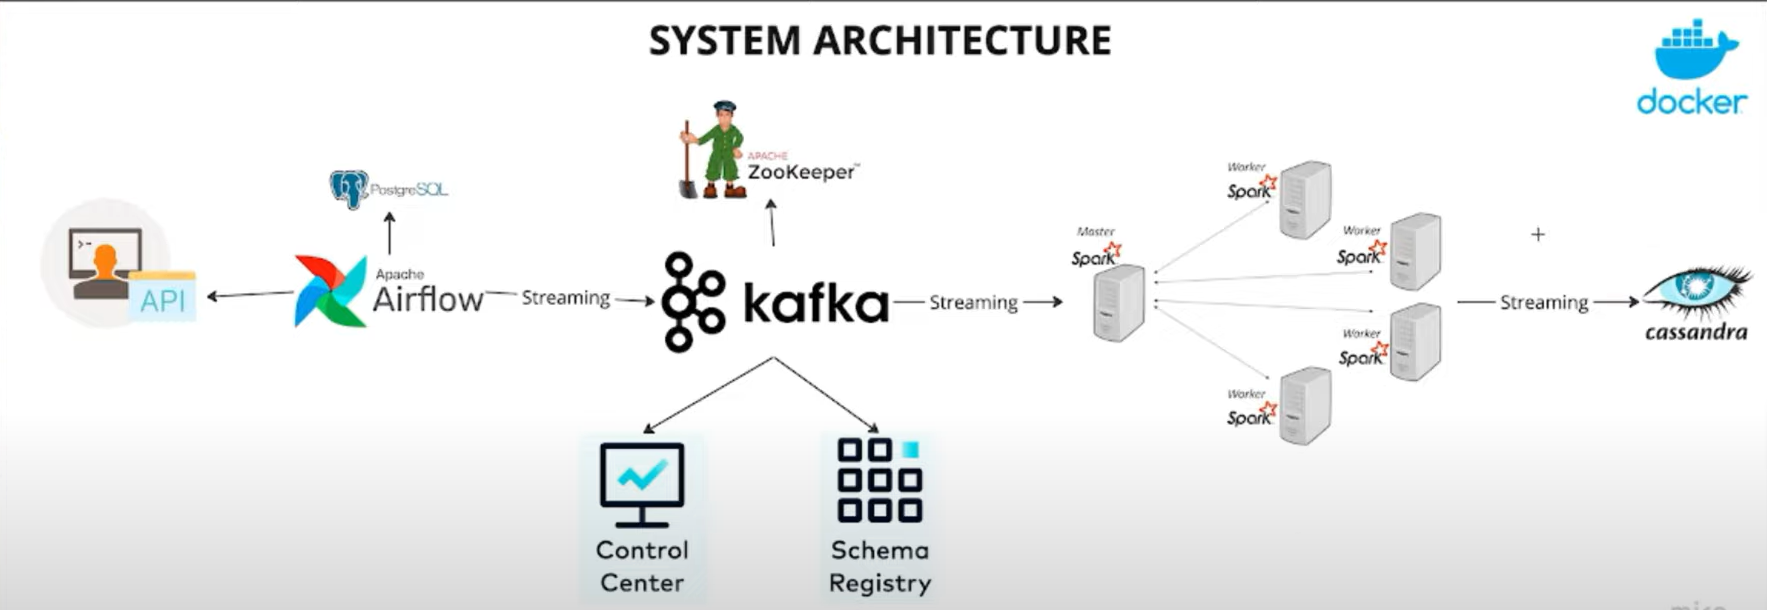 SYSTEM ARCHITECTURE
docker
APACHE
ZooKeeper™
PostgreSQL
>-
API
Apache
Airflow
Streaming
kafka
Streaming
Master
Spark
Worker
Spark
Worker
Spark
Worker
Spark
Worker
Spark
+
Streaming
cassandra
Control
Center
Schema
Registry